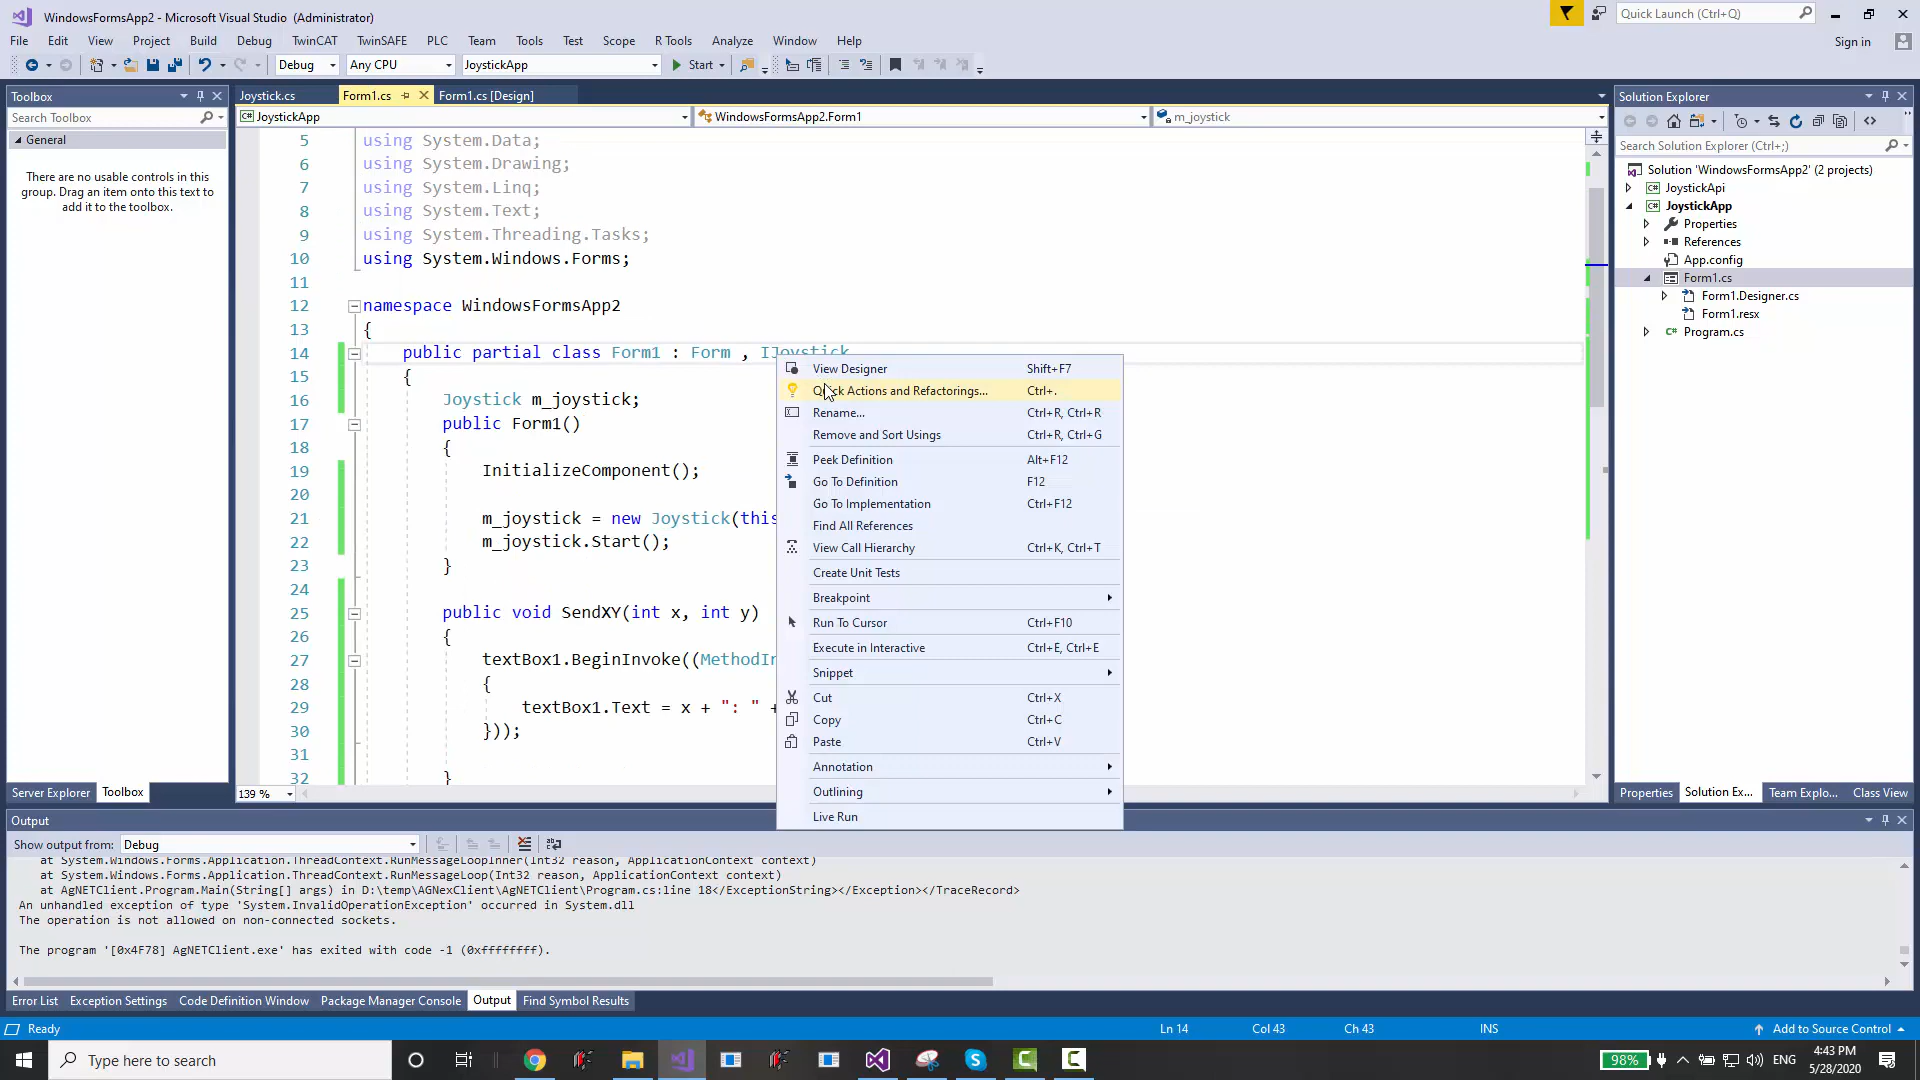 WindowsFormsApp2 - Microsoft Visual Studio (Administrator)
Quick Launch (Ctrl+Q)
File Edit View Project Build Debug TwinCAT TwinSAFE PLC Team Tools Test Scope R Tools Analyze Window Help
Sign in
Debug Any CPU JoystickApp Start
Toolbox
Search Toolbox
General
There are no usable controls in this
group. Drag an item onto this text to
add it to the toolbox.
Server Explorer Toolbox
Joystick.cs Form1.cs Form1.cs [Design]
JoystickApp WindowsFormsApp2.Form1 m_joystick
5 using System.Data;
6 using System.Drawing;
7 using System.Linq;
8 using System.Text;
9 using System.Threading.Tasks;
10 using System.Windows.Forms;
11
12 namespace WindowsFormsApp2
13 {
14 public partial class Form1 : Form , IJoystick
15 {
16 Joystick m_joystick;
17 public Form1()
18 {
19 InitializeComponent();
20
21 m_joystick = new Joystick(this
22 m_joystick.Start();
23 }
24
25 public void SendXY(int x, int y)
26 {
27 textBox1.BeginInvoke((MethodIn
28 {
29 textBox1.Text = x + ": " +
30 }));
31
32 }
139 %
View Designer Shift+F7
Quick Actions and Refactorings... Ctrl+.
Rename... Ctrl+R, Ctrl+R
Remove and Sort Usings Ctrl+R, Ctrl+G
Peek Definition Alt+F12
Go To Definition F12
Go To Implementation Ctrl+F12
Find All References
View Call Hierarchy Ctrl+K, Ctrl+T
Create Unit Tests
Breakpoint
Run To Cursor Ctrl+F10
Execute in Interactive Ctrl+E, Ctrl+E
Snippet
Cut Ctrl+X
Copy Ctrl+C
Paste Ctrl+V
Annotation
Outlining
Live Run
Solution Explorer
Search Solution Explorer (Ctrl+;)
Solution 'WindowsFormsApp2' (2 projects)
JoystickApi
JoystickApp
Properties
References
App.config
Form1.cs
Form1.Designer.cs
Form1.resx
Program.cs
Properties Solution Ex... Team Explo... Class View
Output
Show output from: Debug
at System.Windows.Forms.Application.ThreadContext.RunMessageLoopInner(Int32 reason, ApplicationContext context)
at System.Windows.Forms.Application.ThreadContext.RunMessageLoop(Int32 reason, ApplicationContext context)
at AgNETClient.Program.Main(String[] args) in D:\temp\AGNexClient\AgNETClient\Program.cs:line 18</ExceptionString></Exception></TraceRecord>
An unhandled exception of type 'System.InvalidOperationException' occurred in System.dll
The operation is not allowed on non-connected sockets.
The program '[0x4F78] AgNETClient.exe' has exited with code -1 (0xffffffff).
Error List Exception Settings Code Definition Window Package Manager Console Output Find Symbol Results
Ready Ln 14 Col 43 Ch 43 INS Add to Source Control
Type here to search
98%
ENG
4:43 PM
5/28/2020